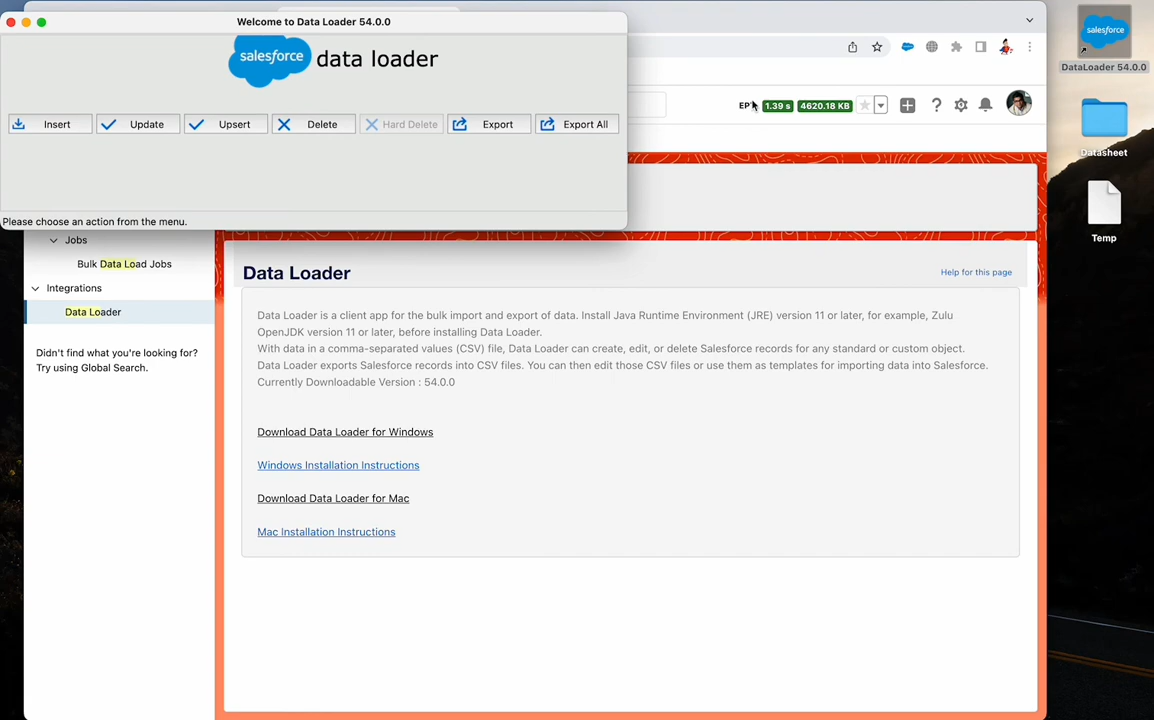 Welcome to Data Loader 54.0.0
salesforce data loader
Insert Update Upsert Delete Hard Delete Export Export All
Please choose an action from the menu.
EPT 1.39 s 4620.18 KB
Jobs
Bulk Data Load Jobs
Integrations
Data Loader
Didn't find what you're looking for?
Try using Global Search.
Data Loader
Help for this page
Data Loader is a client app for the bulk import and export of data. Install Java Runtime Environment (JRE) version 11 or later, for example, Zulu
OpenJDK version 11 or later, before installing Data Loader.
With data in a comma-separated values (CSV) file, Data Loader can create, edit, or delete Salesforce records for any standard or custom object.
Data Loader exports Salesforce records into CSV files. You can then edit those CSV files or use them as templates for importing data into Salesforce.
Currently Downloadable Version : 54.0.0
Download Data Loader for Windows
Windows Installation Instructions
Download Data Loader for Mac
Mac Installation Instructions
salesforce
DataLoader 54.0.0
Datasheet
Temp